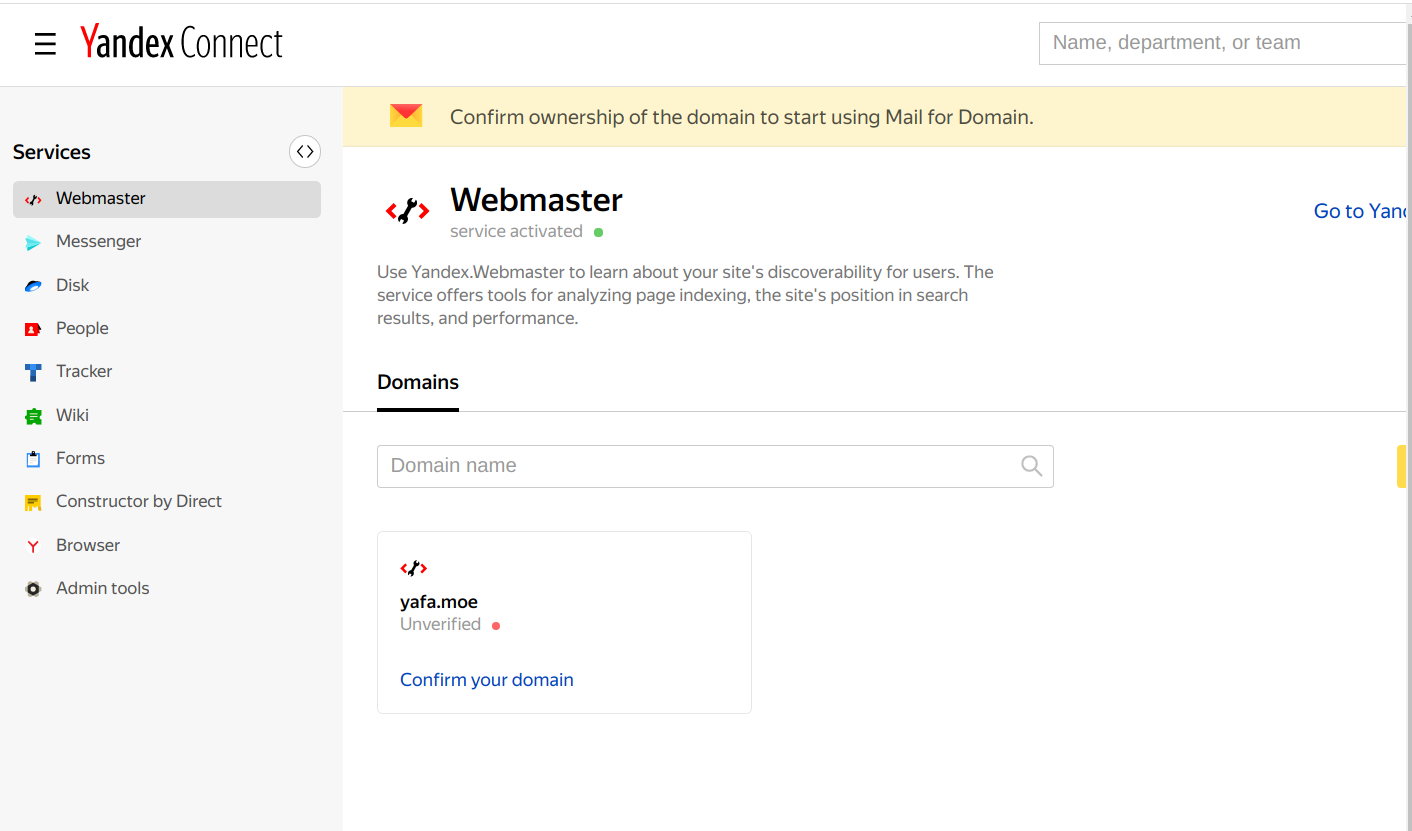 Yandex Connect
Name, department, or team
Confirm ownership of the domain to start using Mail for Domain.
Services
Webmaster
Messenger
Disk
People
Tracker
Wiki
Forms
Constructor by Direct
Browser
Admin tools
Webmaster
service activated
Go to
Use Yandex.Webmaster to learn about your site's discoverability for users. The
service offers tools for analyzing page indexing, the site's position in search
results, and performance.
Domains
Domain name
yafa.moe
Unverified
Confirm your domain